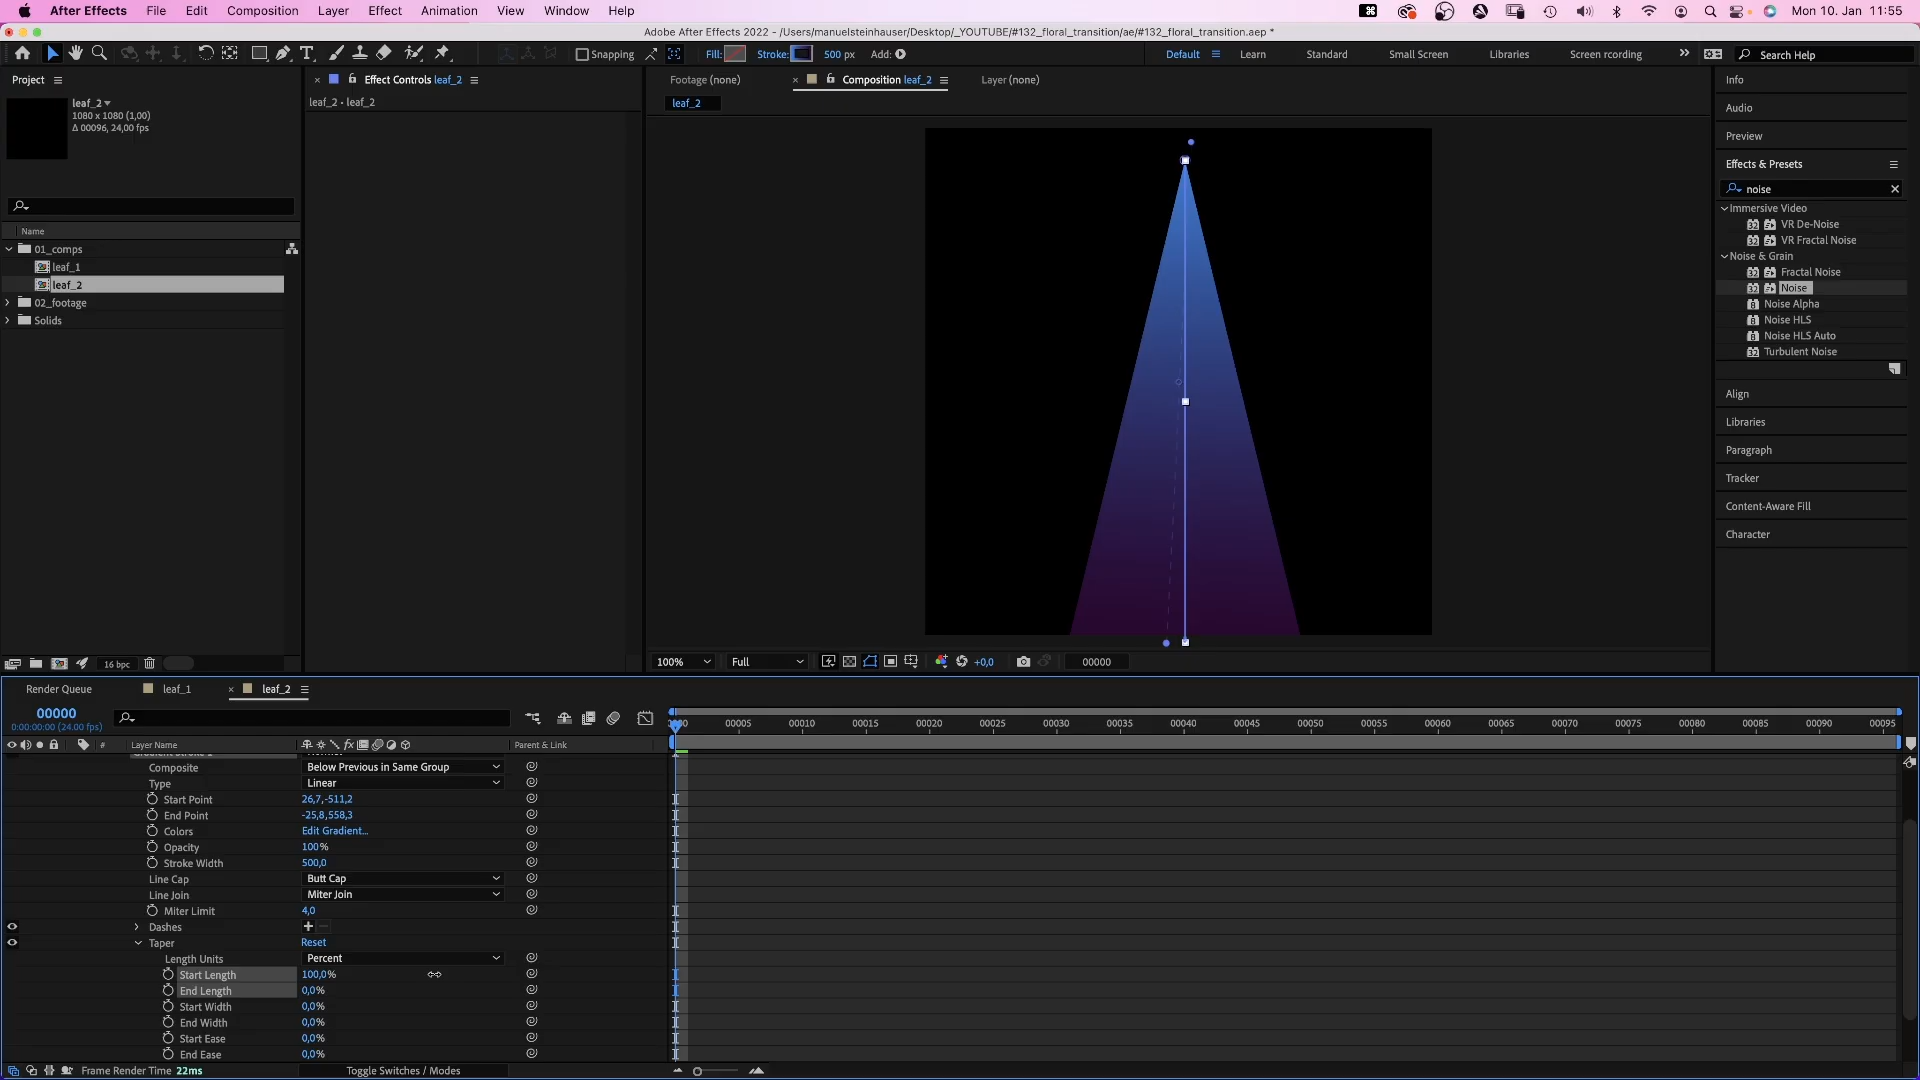 After Effects File Edit Composition Layer Effect Animation View Window Help Mon 10. Jan 11:55
Adobe After Effects 2022 - /Users/manuelsteinhauser/Desktop/_YOUTUBE/#132_floral_transition/ae/#132_floral_transition.aep *
Snapping Fill: Stroke: 500 px Add: Default Learn Standard Small Screen Libraries Screen rcording Search Help
Project Effect Controls leaf_2 Footage (none) Composition leaf_2 Layer (none) Info
leaf_2 leaf_2 • leaf_2 leaf_2
1080 x 1080 (1,00) Audio
Δ 00096, 24,00 fps
Preview
Effects & Presets
noise
Immersive Video
VR De-Noise
VR Fractal Noise
Noise & Grain
Fractal Noise
Noise
Noise Alpha
Noise HLS
Noise HLS Auto
Turbulent Noise
Align
Libraries
Paragraph
Tracker
Content-Aware Fill
Character
Name
01_comps
leaf_1
leaf_2
02_footage
Solids
16 bpc 100% Full +0,0 00000
Render Queue leaf_1 leaf_2
00000
0:00:00:00 (24.00 fps)
00005 00010 00015 00020 00025 00030 00035 00040 00045 00050 00055 00060 00065 00070 00075 00080 00085 00090 00095
# Layer Name Parent & Link
Composite Below Previous in Same Group
Type Linear
Start Point 26,7,-511,2
End Point -25,8,558,3
Colors Edit Gradient...
Opacity 100%
Stroke Width 500,0
Line Cap Butt Cap
Line Join Miter Join
Miter Limit 4,0
Dashes
Taper Reset
Length Units Percent
Start Length 100,0%
End Length 0,0%
Start Width 0,0%
End Width 0,0%
Start Ease 0,0%
End Ease 0,0%
Frame Render Time 22ms Toggle Switches / Modes